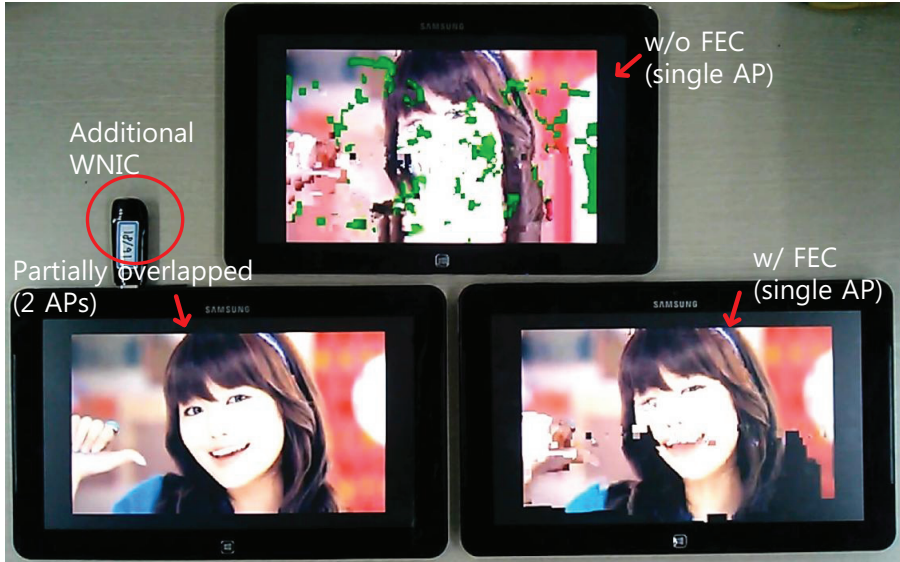 SAMSUNG
w/o FEC
(single AP)
Additional
WNIC
Partially overlapped
(2 APs)
w/ FEC
(single AP)
SAMSUNG
SAMSUNG